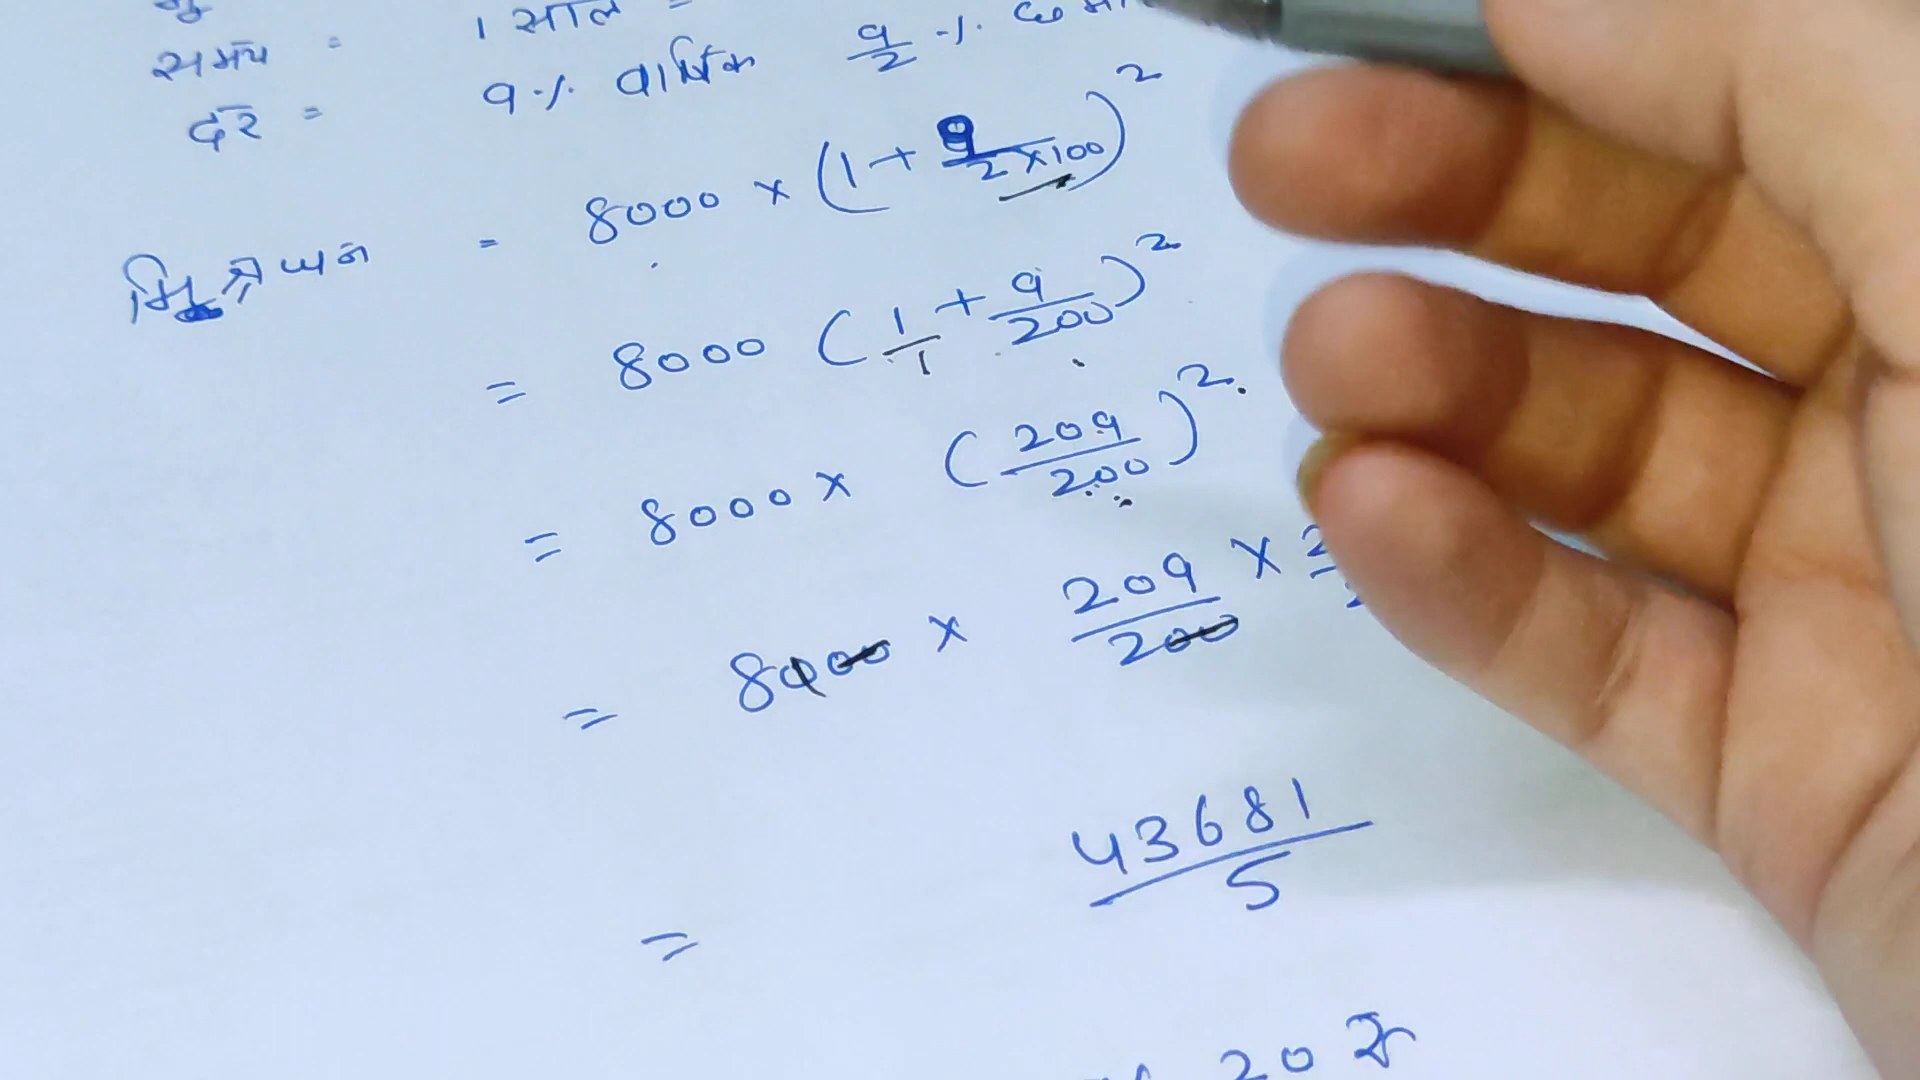 समय = 1 साल =
दर = 9% वार्षिक 9/2 %
मिश्रधन = 8000 × (1 + 9/2×100)²
= 8000 (1/1 + 9/200)²
= 8000 × (209/200)²
= 8000 × 209/200 ×
= 43681/5
20 रु